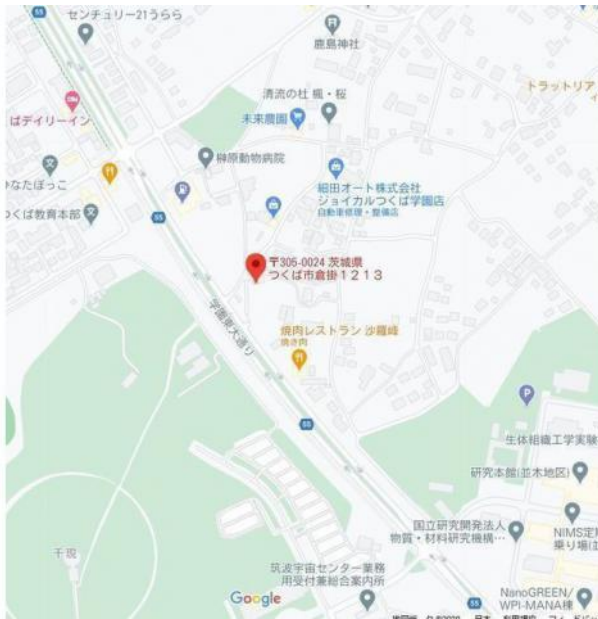 55
センチュリー21うらら
鹿島神社
トラットリア
清流の杜 楓・桜
ばデイリーイン
未来農園
榊原動物病院
ひなたぼっこ
細田オート株式会社
ジョイカルつくば学園店
自動車修理・整備店
つくば教育本部
55
〒305-0024 茨城県
つくば市倉掛1213
学園東大通り
焼肉レストラン 沙羅峰
焼き肉
P
55
生体組織工学実験
研究本館(並木地区)
国立研究開発法人
物質・材料研究機構…
NIMS定期
乗り場(並
千現
筑波宇宙センター業務
用受付兼総合案内所
Google
NanoGREEN/
WPI-MANA棟
55